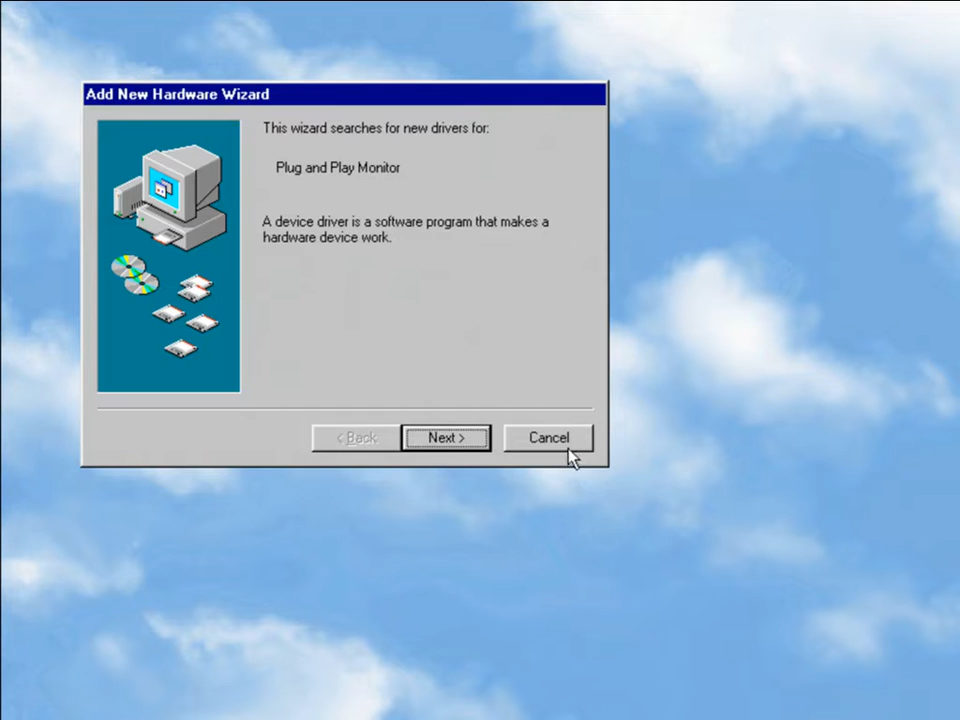 Add New Hardware Wizard
This wizard searches for new drivers for:
Plug and Play Monitor
A device driver is a software program that makes a
hardware device work.
< Back
Next >
Cancel